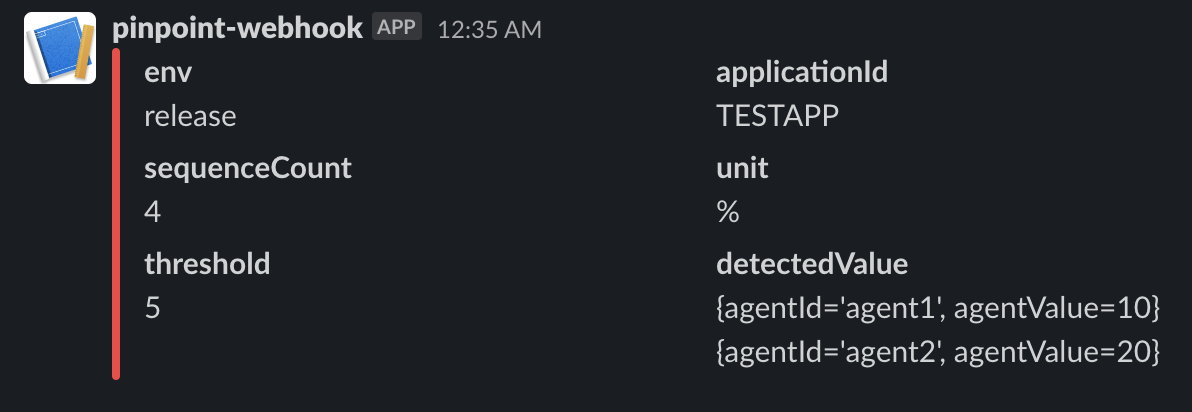 pinpoint-webhook APP 12:35 AM
env applicationId
release TESTAPP
sequenceCount unit
4 %
threshold detectedValue
5 {agentId='agent1', agentValue=10}
{agentId='agent2', agentValue=20}